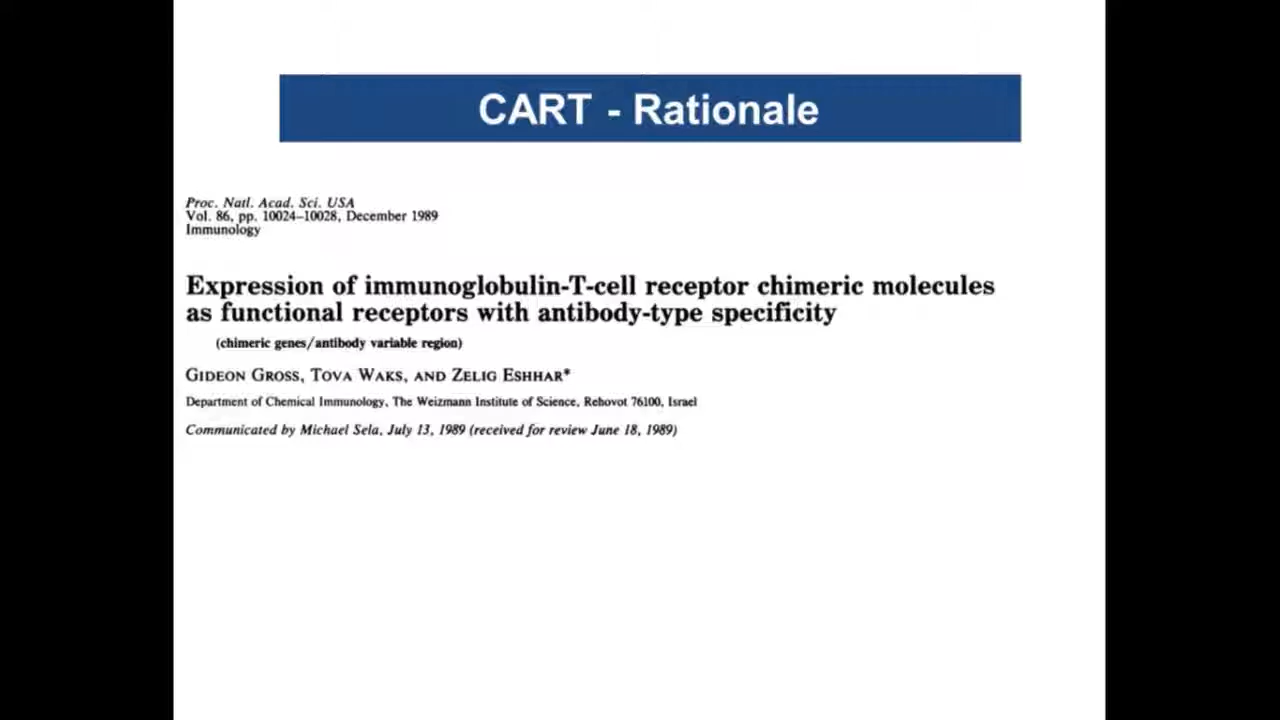 CART - Rationale
Proc. Natl. Acad. Sci. USA
Vol. 86, pp. 10024–10028, December 1989
Immunology
Expression of immunoglobulin-T-cell receptor chimeric molecules
as functional receptors with antibody-type specificity
(chimeric genes/antibody variable region)
GIDEON GROSS, TOVA WAKS, AND ZELIG ESHHAR*
Department of Chemical Immunology, The Weizmann Institute of Science, Rehovot 76100, Israel
Communicated by Michael Sela, July 13, 1989 (received for review June 18, 1989)